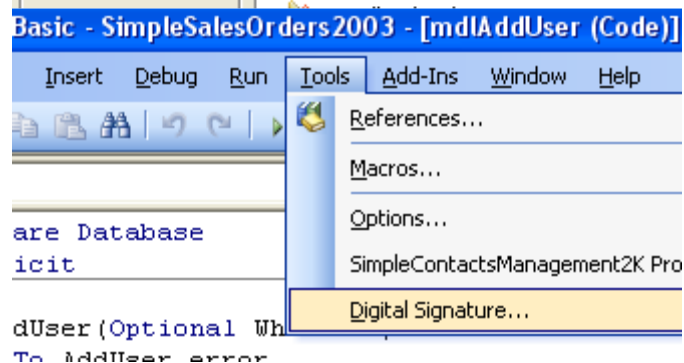 Basic - SimpleSalesOrders2003 - [mdlAddUser (Code)]
Insert Debug Run Tools Add-Ins Window Help
References...
Macros...
Options...
are Database
icit
SimpleContactsManagement2K Pro
Digital Signature...
dUser(Optional Wh
To AddUser error